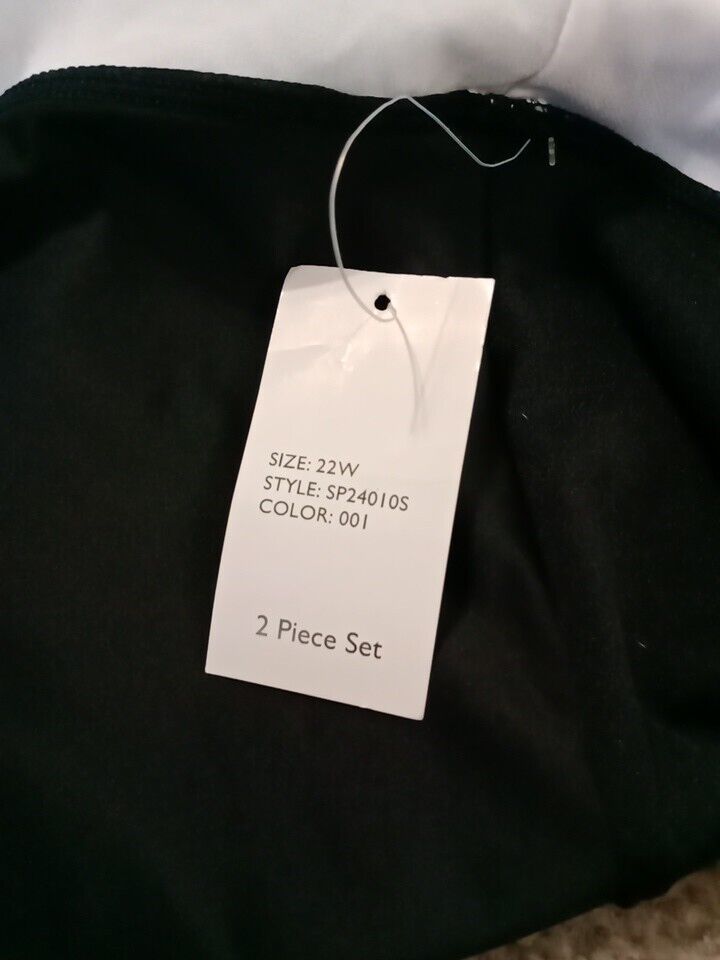 SIZE: 22W
STYLE: SP24010S
COLOR: 001
2 Piece Set